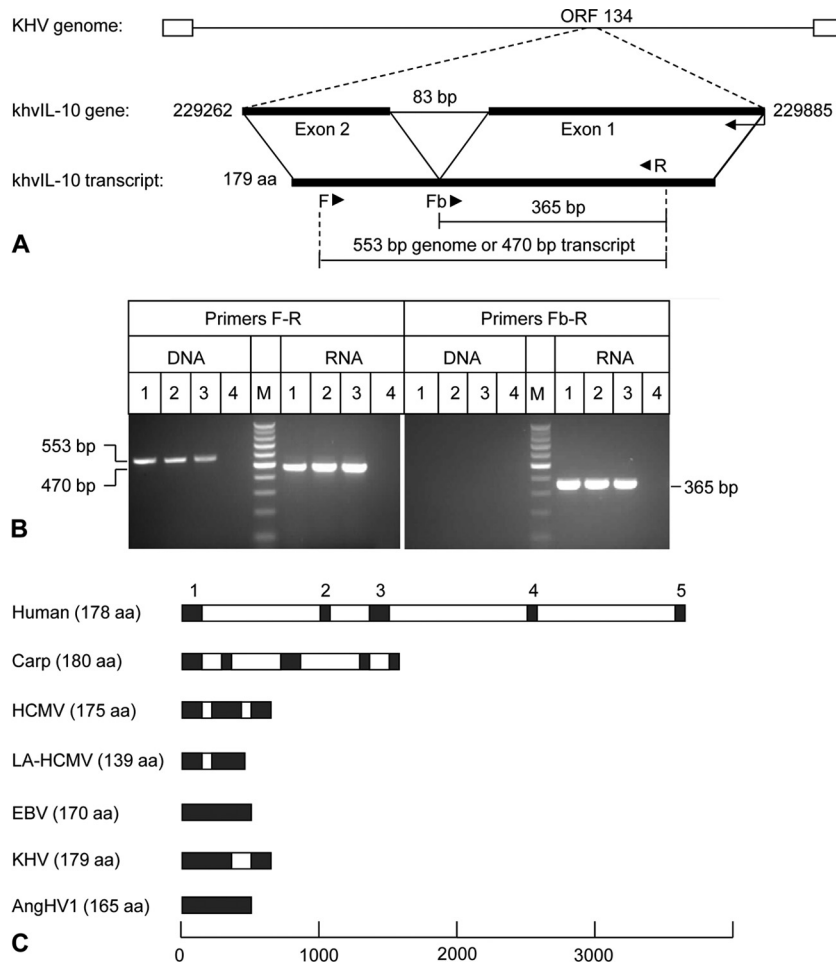 KHV genome:
ORF 134
khvIL-10 gene:
229262
83 bp
229885
Exon 2
Exon 1
khvIL-10 transcript:
179 aa
R
F
Fb
365 bp
553 bp genome or 470 bp transcript
A
Primers F-R
Primers Fb-R
DNA
RNA
DNA
RNA
1 2 3 4 M 1 2 3 4 1 2 3 4 M 1 2 3 4
553 bp
470 bp
365 bp
B
1 2 3 4 5
Human (178 aa)
Carp (180 aa)
HCMV (175 aa)
LA-HCMV (139 aa)
EBV (170 aa)
KHV (179 aa)
AngHV1 (165 aa)
C
0 1000 2000 3000